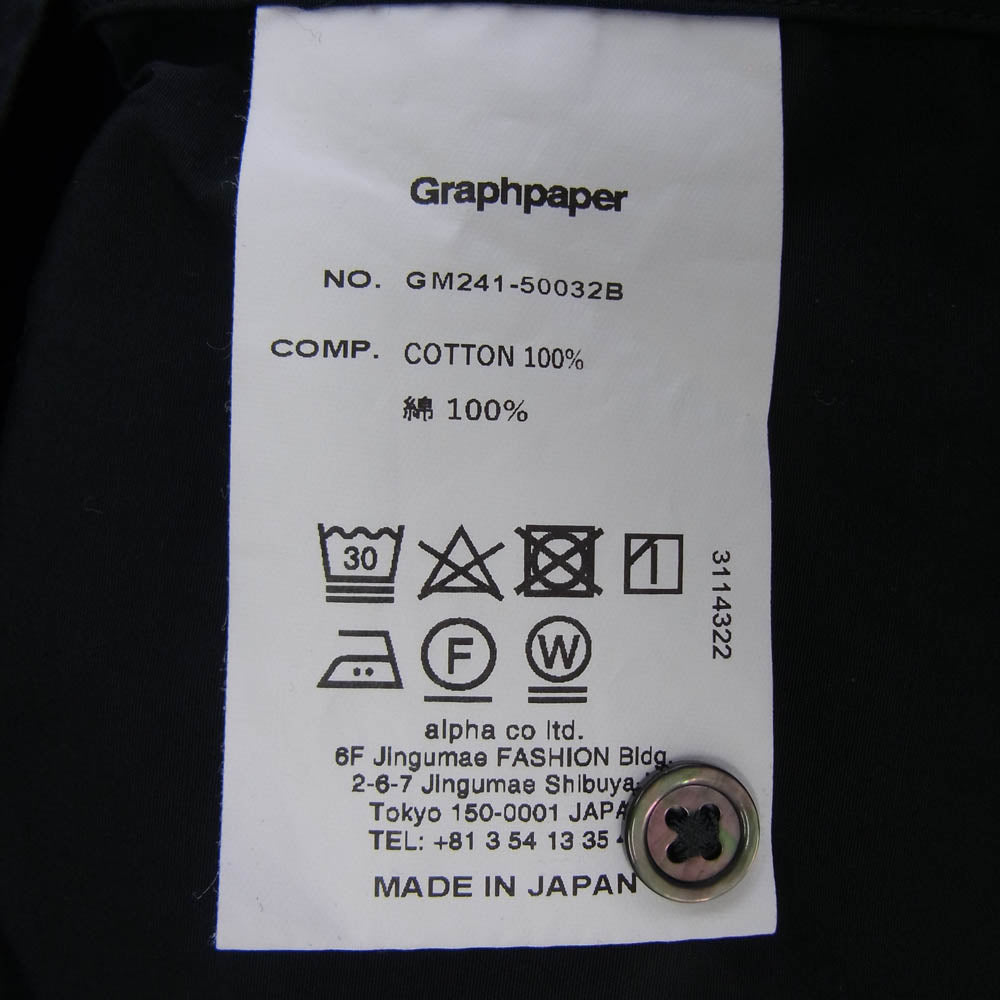 Graphpaper
NO. GM241-50032B
COMP. COTTON 100%
綿 100%
30
F W
3114322
alpha co ltd.
6F Jingumae FASHION Bldg.
2-6-7 Jingumae Shibuya-
Tokyo 150-0001
TEL: +81 3 54 13 35
MADE IN JAPAN